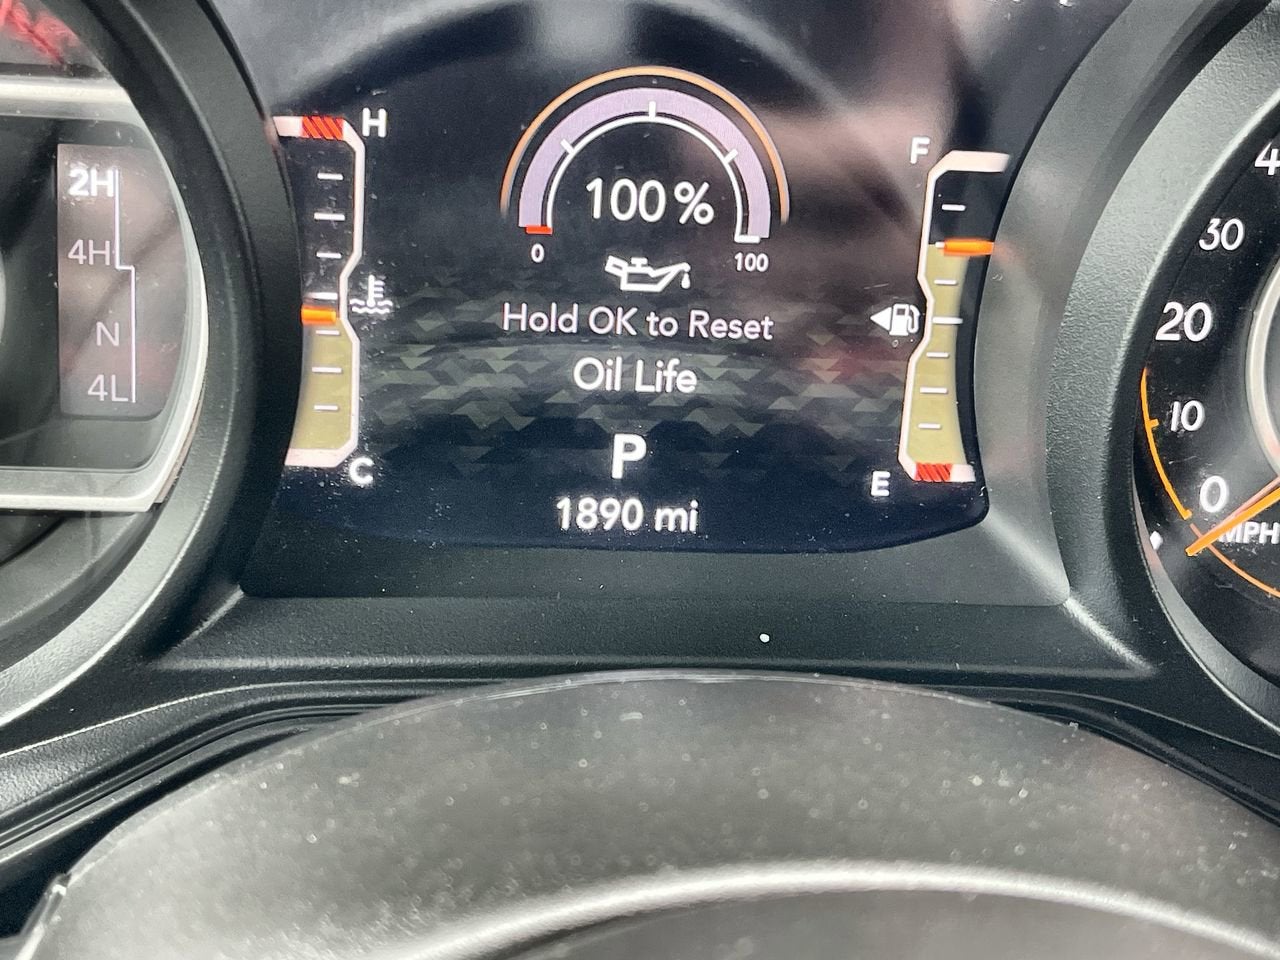 2H
4H
N
4L
H
C
100 %
0
100
Hold OK to Reset
Oil Life
P
1890 mi
F
E
30
20
10
0
MPH